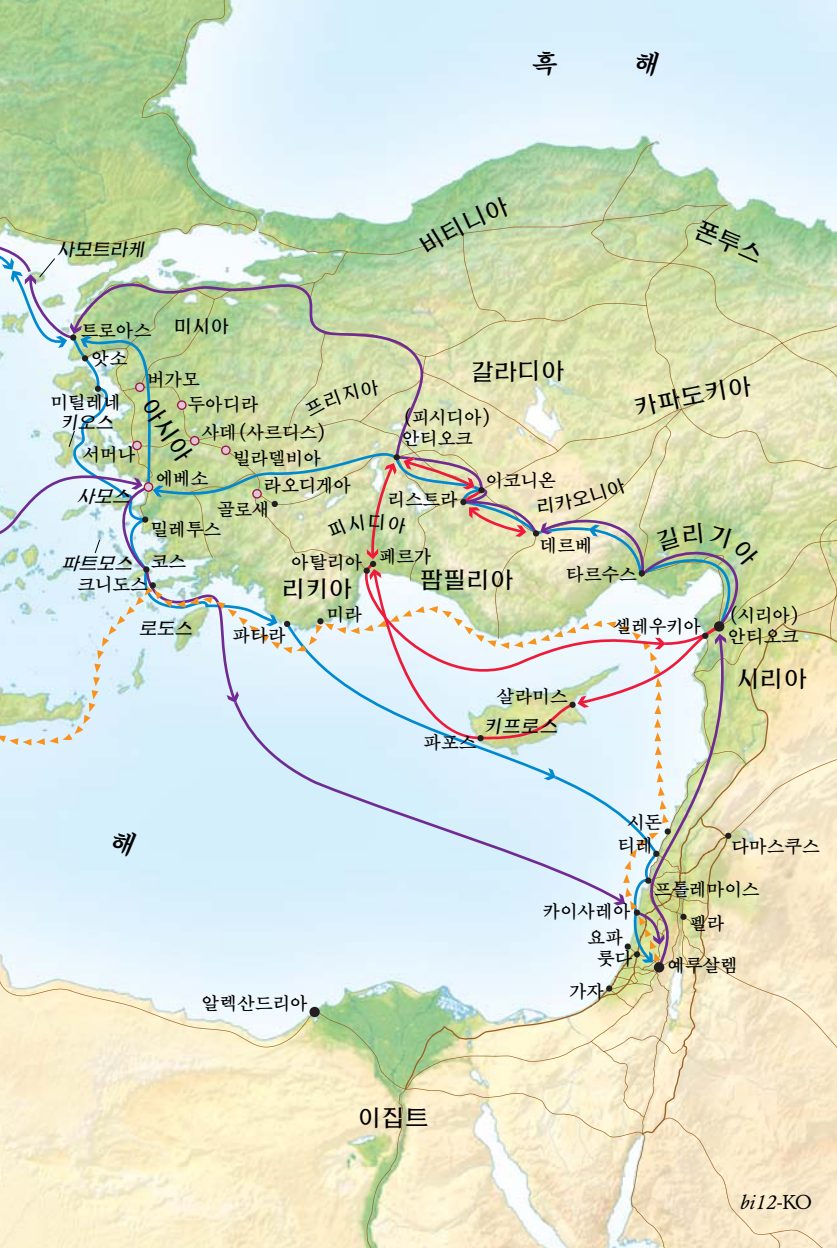 흑 해
비티니아
폰투스
사모트라케
트로아스
미시아
앗소
갈라디아
버가모
카파도키아
미틸레네
두아디라
프리지아
키오스
아시아
(피시디아)
안티오크
사데 (사르디스)
서머나
빌라델비아
에베소
이코니온
사모스
라오디게아
리스트라
리카오니아
골로새
밀레투스
피시디아
데르베
길리기아
파트모스
코스
아탈리아
페르가
타르수스
크니도스
리키아
팜필리아
로도스
파타라
미라
셀레우키아
(시리아)
안티오크
시리아
살라미스
키프로스
파포스
해
시돈
티레
다마스쿠스
프톨레마이스
카이사레아
펠라
요파
룻다
예루살렘
가자
알렉산드리아
이집트
bi12-KO